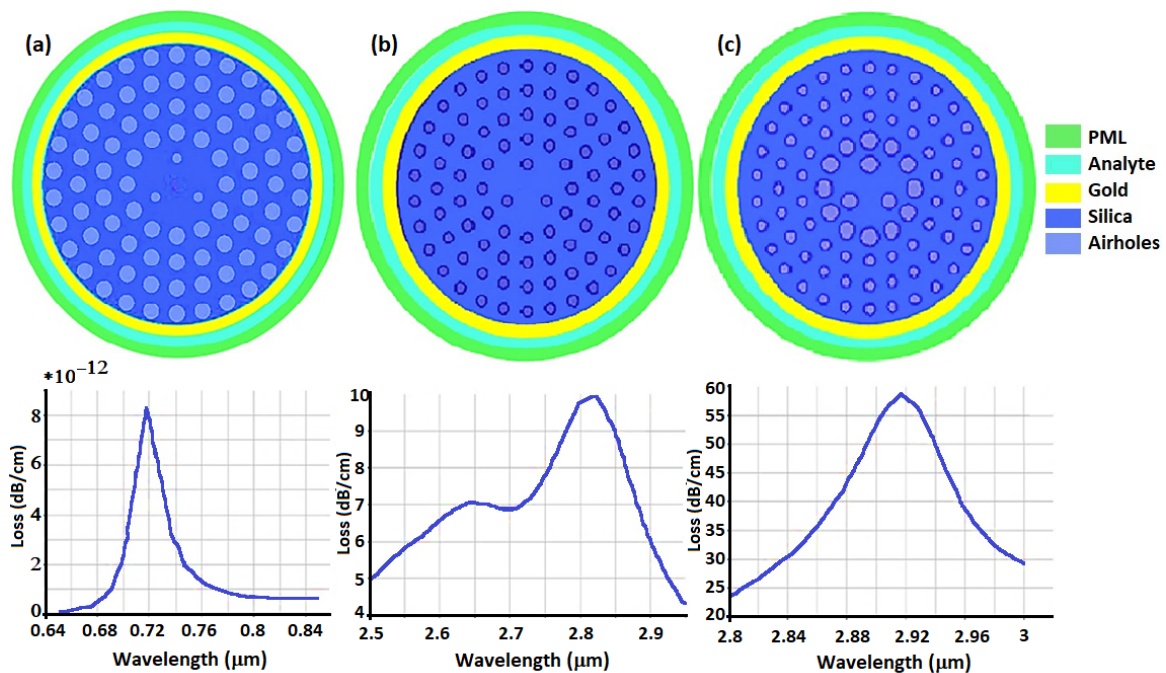 (a)
(b)
(c)
PML
Analyte
Gold
Silica
Airholes
*10⁻¹²
Loss (dB/cm)
8
6
4
2
0
0.64 0.68 0.72 0.76 0.8 0.84
Wavelength (μm)
Loss (dB/cm)
10
9
8
7
6
5
4
2.5 2.6 2.7 2.8 2.9
Wavelength (μm)
Loss (dB/cm)
60
55
50
45
40
35
30
25
20
2.8 2.84 2.88 2.92 2.96 3
Wavelength (μm)